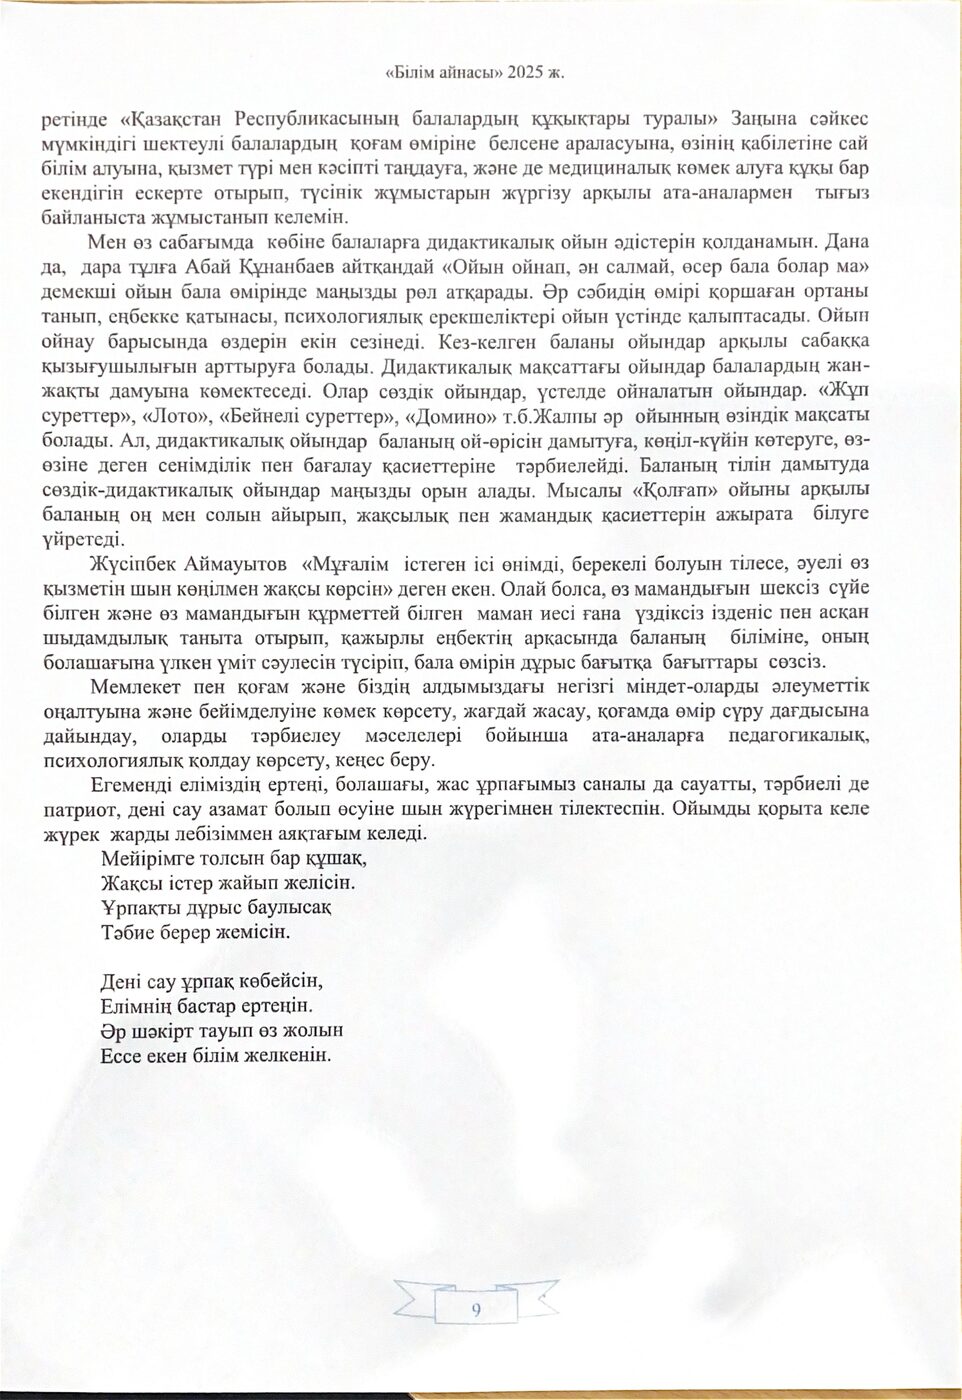 «Білім айнасы» 2025 ж.
ретінде «Қазақстан Республикасының балалардың құқықтары туралы» Заңына сәйкес
мүмкіндігі шектеулі балалардың қоғам өміріне белсене араласуына, өзінің қабілетіне сай
білім алуына, қызмет түрі мен кәсіпті таңдауға, және де медициналық көмек алуға құқы бар
екендігін ескерте отырып, түсінік жұмыстарын жүргізу арқылы ата-аналармен тығыз
байланыста жұмыстанып келемін.
Мен өз сабағымда көбіне балаларға дидактикалық ойын әдістерін қолданамын. Дана
да, дара тұлға Абай Құнанбаев айтқандай «Ойын ойнап, ән салмай, өсер бала болар ма»
демекші ойын бала өмірінде маңызды рөл атқарады. Әр сәбидің өмірі қоршаған ортаны
танып, еңбекке қатынасы, психологиялық ерекшеліктері ойын үстінде қалыптасады. Ойын
ойнау барысында өздерін екін сезінеді. Кез-келген баланы ойындар арқылы сабаққа
қызығушылығын арттыруға болады. Дидактикалық мақсаттағы ойындар балалардың жан-
жақты дамуына көмектеседі. Олар сөздік ойындар, үстелде ойналатын ойындар. «Жұп
суреттер», «Лото», «Бейнелі суреттер», «Домино» т.б.Жалпы әр ойынның өзіндік мақсаты
болады. Ал, дидактикалық ойындар баланың ой-өрісін дамытуға, көңіл-күйін көтеруге, өз-
өзіне деген сенімділік пен бағалау қасиеттеріне тәрбиелейді. Баланың тілін дамытуда
сөздік-дидактикалық ойындар маңызды орын алады. Мысалы «Қолғап» ойыны арқылы
баланың оң мен солын айырып, жақсылық пен жамандық қасиеттерін ажырата білуге
үйретеді.
Жүсіпбек Аймауытов «Мұғалім істеген ісі өнімді, берекелі болуын тілесе, әуелі өз
қызметін шын көңілмен жақсы көрсін» деген екен. Олай болса, өз мамандығын шексіз сүйе
білген және өз мамандығын құрметтей білген маман иесі ғана үздіксіз ізденіс пен асқан
шыдамдылық таныта отырып, қажырлы еңбектің арқасында баланың біліміне, оның
болашағына үлкен үміт сәулесін түсіріп, бала өмірін дұрыс бағытқа бағыттары сөзсіз.
Мемлекет пен қоғам және біздің алдымыздағы негізгі міндет-оларды әлеуметтік
оңалтуына және бейімделуіне көмек көрсету, жағдай жасау, қоғамда өмір сүру дағдысына
дайындау, оларды тәрбиелеу мәселелері бойынша ата-аналарға педагогикалық,
психологиялық қолдау көрсету, кеңес беру.
Егеменді еліміздің ертеңі, болашағы, жас ұрпағымыз саналы да сауатты, тәрбиелі де
патриот, дені сау азамат болып өсуіне шын жүрегімнен тілектеспін. Ойымды қорыта келе
жүрек жарды лебізіммен аяқтағым келеді.
Мейірімге толсын бар құшақ,
Жақсы істер жайып желісін.
Ұрпақты дұрыс баулысақ
Тәбие берер жемісін.
Дені сау ұрпақ көбейсін,
Елімнің бастар ертеңін.
Әр шәкірт тауып өз жолын
Ессе екен білім желкенін.
9